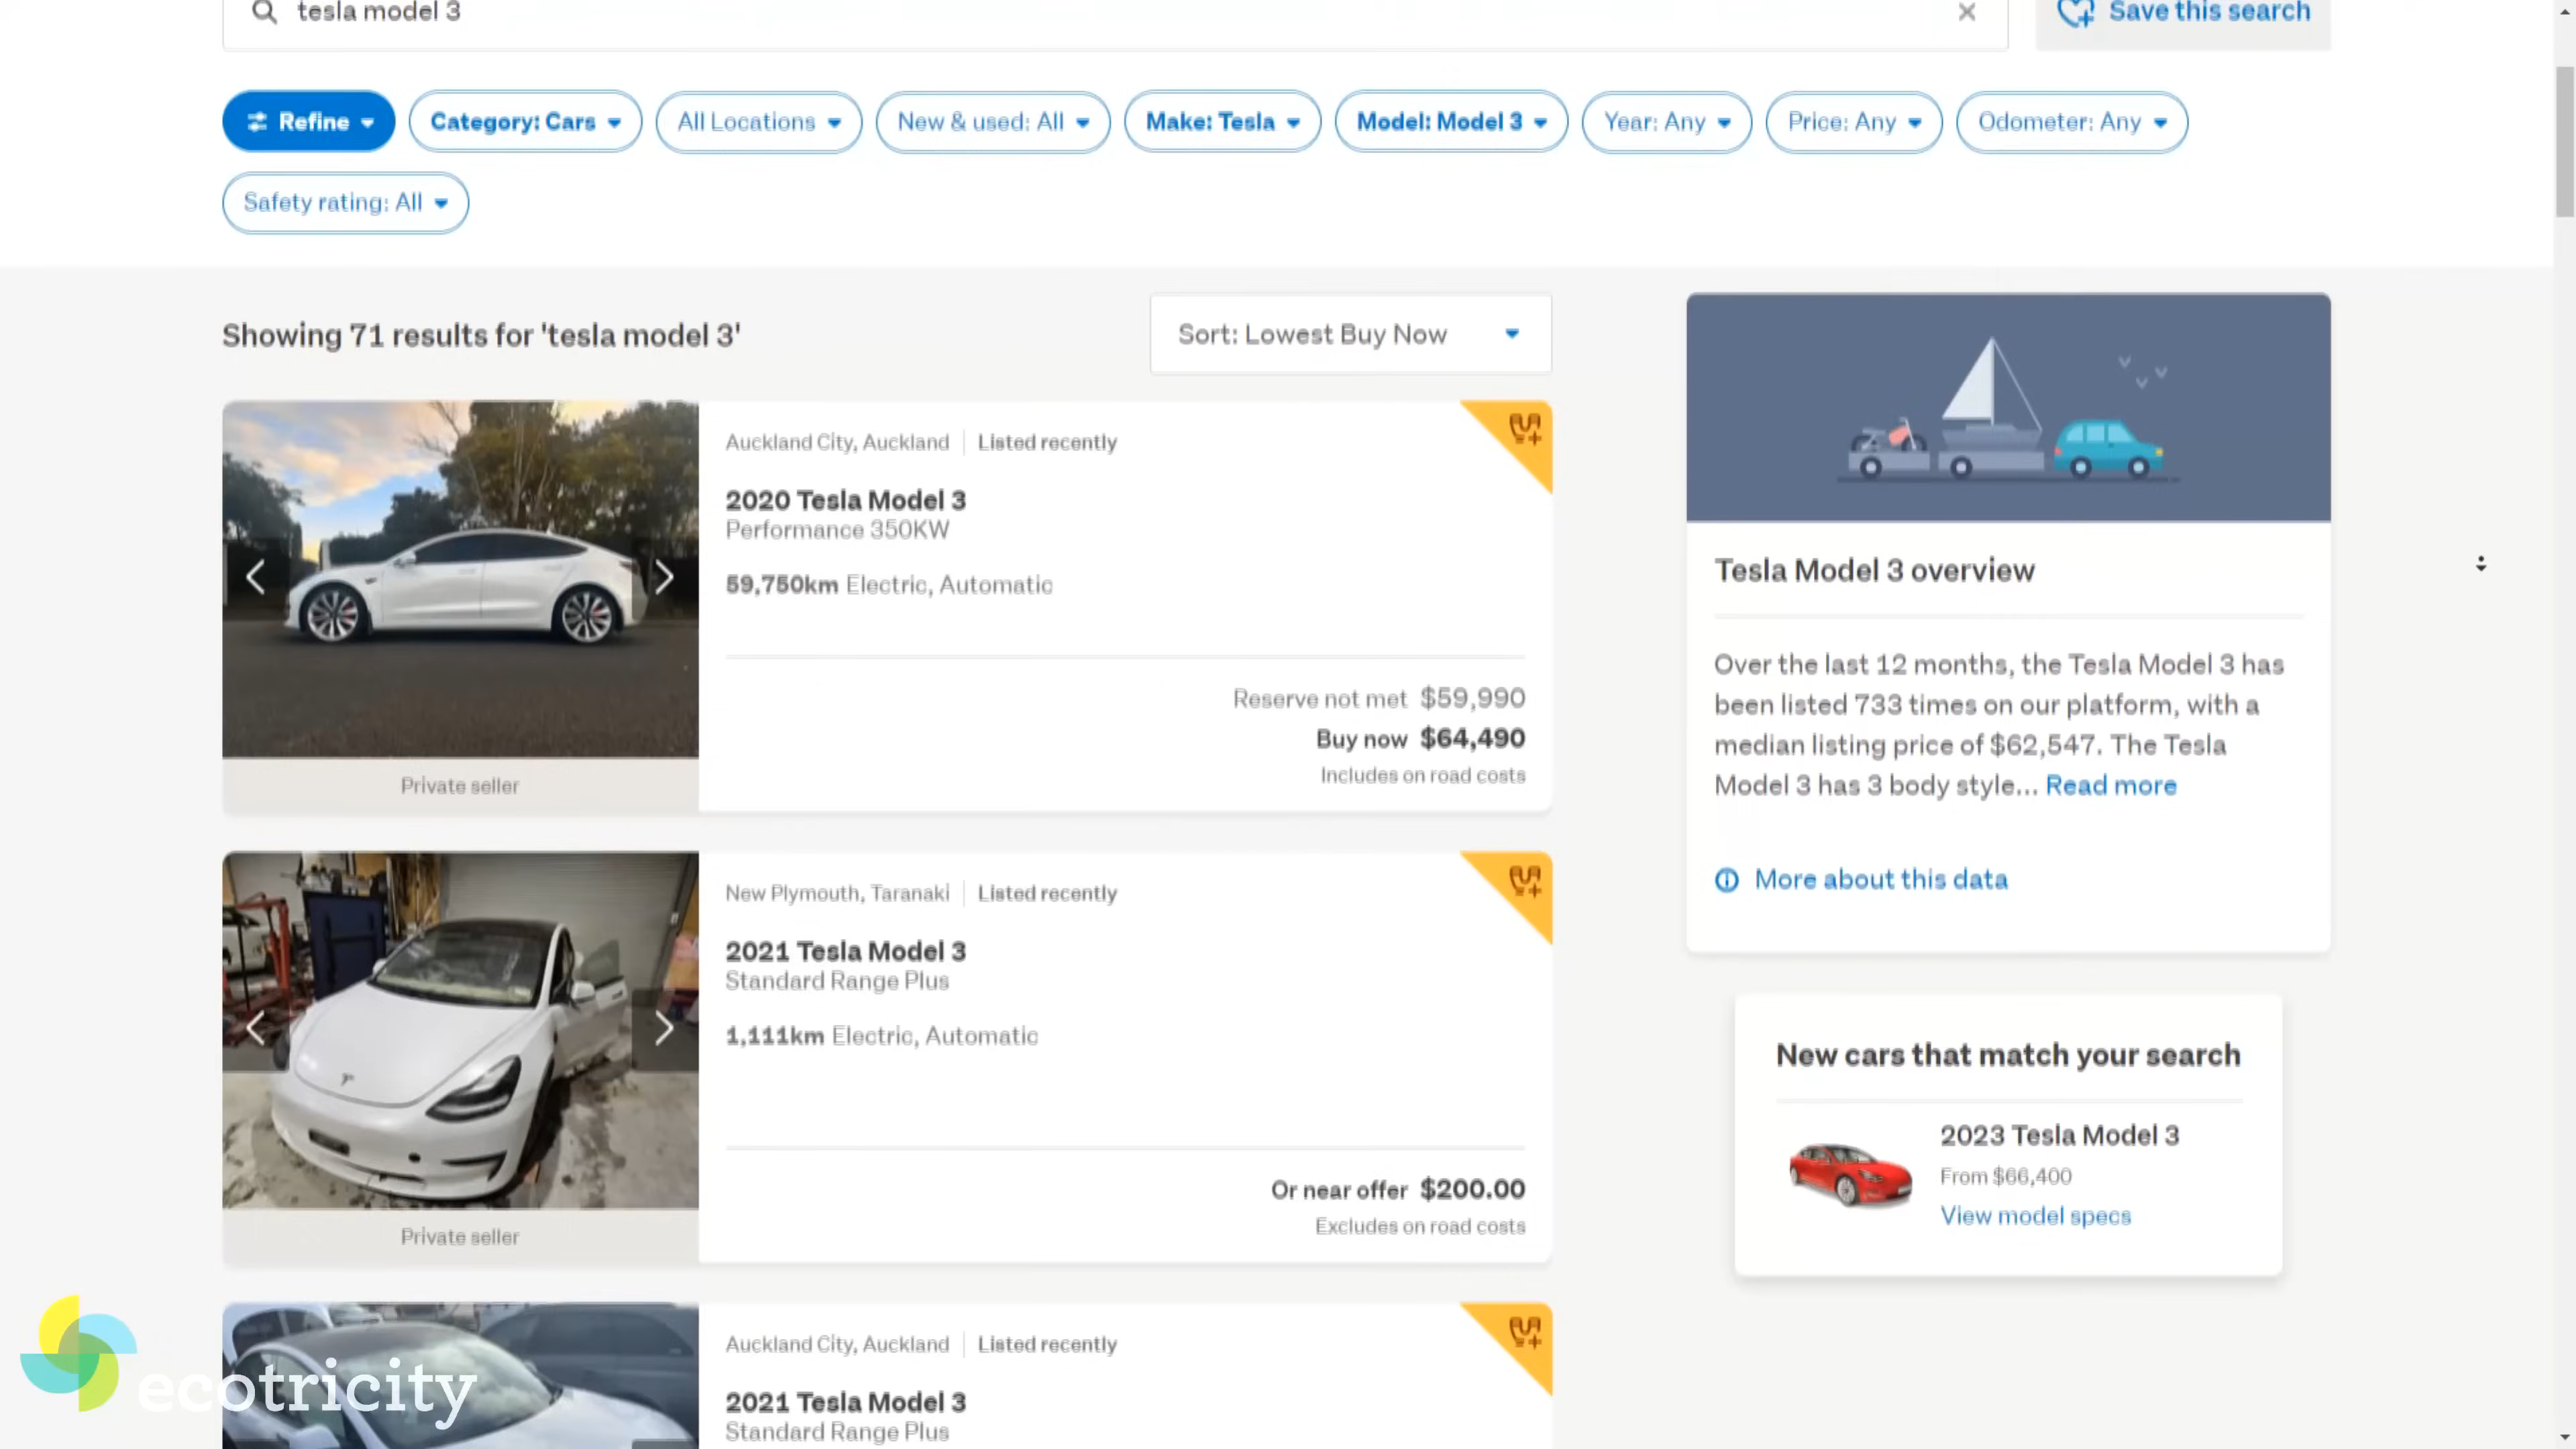 tesla model 3
Save this search
Refine
Category: Cars
All Locations
New & used: All
Make: Tesla
Model: Model 3
Year: Any
Price: Any
Odometer: Any
Safety rating: All
Showing 71 results for 'tesla model 3'
Sort: Lowest Buy Now
Auckland City, Auckland
Listed recently
2020 Tesla Model 3
Performance 350KW
59,750km Electric, Automatic
Reserve not met $59,990
Buy now $64,490
Includes on road costs
Private seller
New Plymouth, Taranaki
Listed recently
2021 Tesla Model 3
Standard Range Plus
1,111km Electric, Automatic
Or near offer $200.00
Excludes on road costs
Private seller
Auckland City, Auckland
Listed recently
2021 Tesla Model 3
Standard Range Plus
Tesla Model 3 overview
Over the last 12 months, the Tesla Model 3 has
been listed 733 times on our platform, with a
median listing price of $62,547. The Tesla
Model 3 has 3 body style... Read more
More about this data
New cars that match your search
2023 Tesla Model 3
From $66,400
View model specs
ecotricity